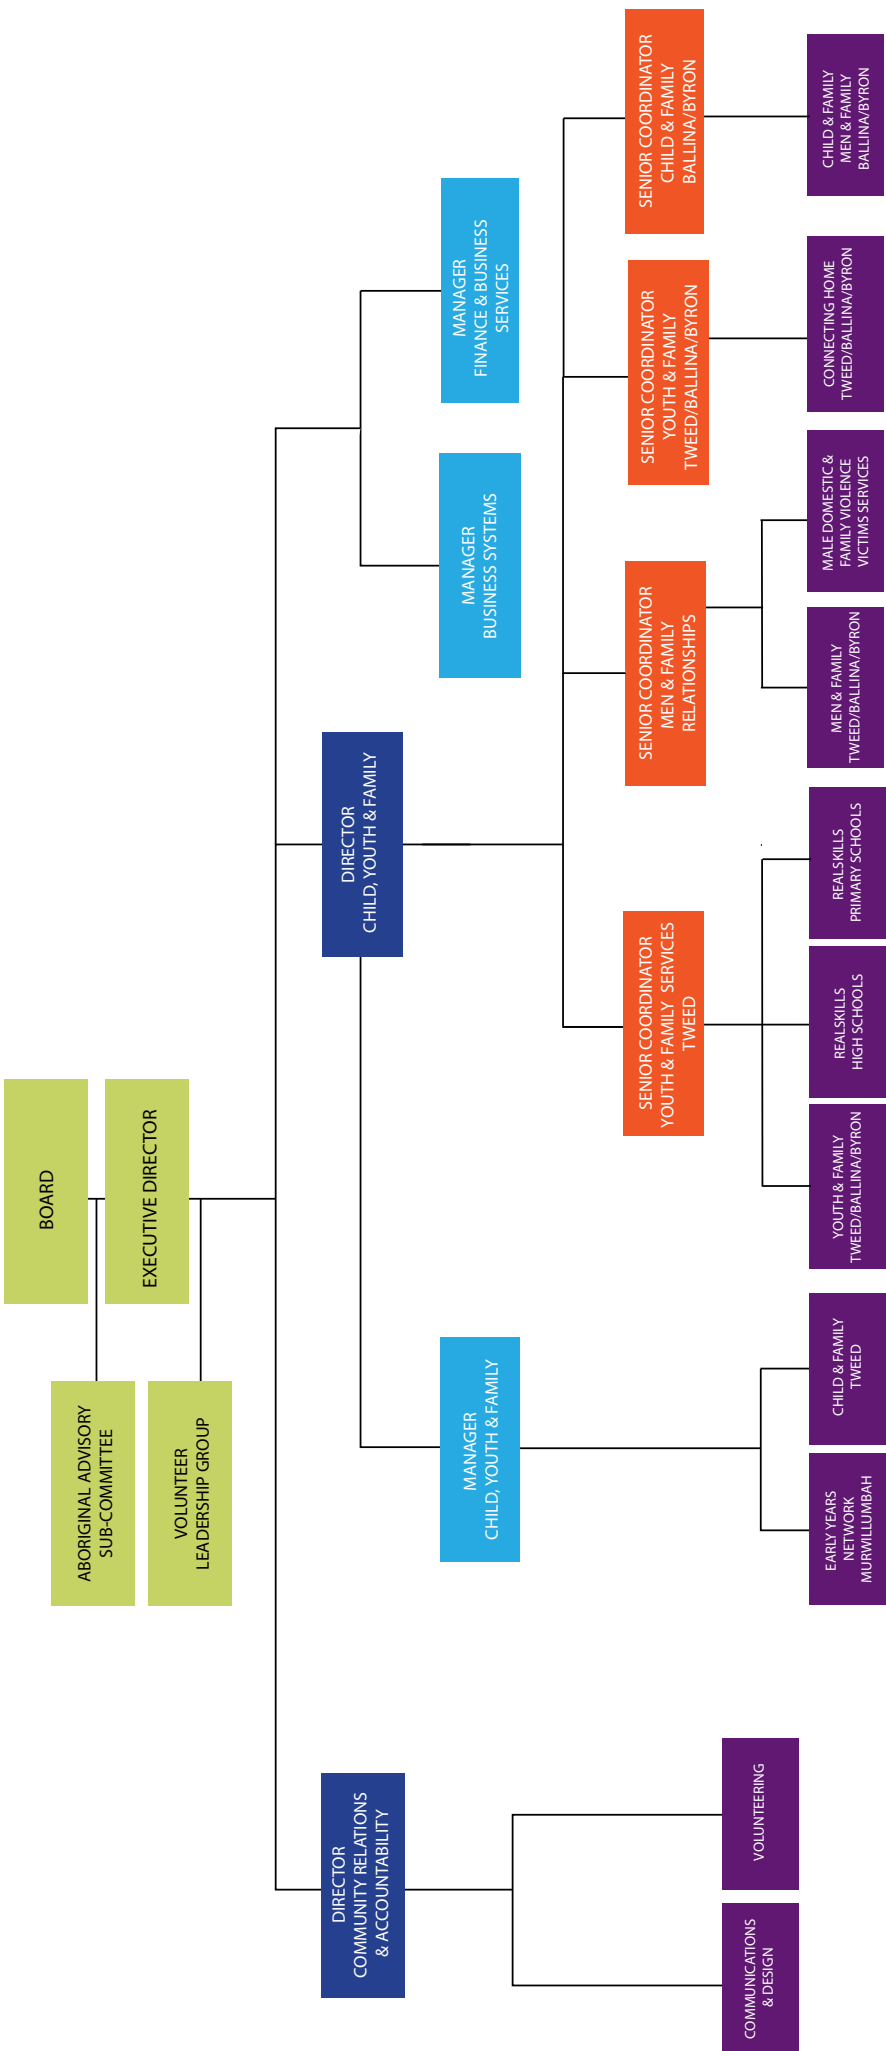 BOARD
EXECUTIVE DIRECTOR
ABORIGINAL ADVISORY
SUB-COMMITTEE
VOLUNTEER
LEADERSHIP GROUP
DIRECTOR
COMMUNITY RELATIONS
& ACCOUNTABILITY
DIRECTOR
CHILD, YOUTH & FAMILY
MANAGER
CHILD, YOUTH & FAMILY
MANAGER
BUSINESS SYSTEMS
MANAGER
FINANCE & BUSINESS
SERVICES
SENIOR COORDINATOR
YOUTH & FAMILY SERVICES
TWEED
SENIOR COORDINATOR
MEN & FAMILY
RELATIONSHIPS
SENIOR COORDINATOR
YOUTH & FAMILY
TWEED/BALLINA/BYRON
SENIOR COORDINATOR
CHILD & FAMILY
BALLINA/BYRON
COMMUNICATIONS
& DESIGN
VOLUNTEERING
EARLY YEARS
NETWORK
MURWILLUMBAH
CHILD & FAMILY
TWEED
YOUTH & FAMILY
TWEED/BALLINA/BYRON
REALSKILLS
HIGH SCHOOLS
REALSKILLS
PRIMARY SCHOOLS
MEN & FAMILY
TWEED/BALLINA/BYRON
MALE DOMESTIC &
FAMILY VIOLENCE
VICTIMS SERVICES
CONNECTING HOME
TWEED/BALLINA/BYRON
CHILD & FAMILY
MEN & FAMILY
BALLINA/BYRON